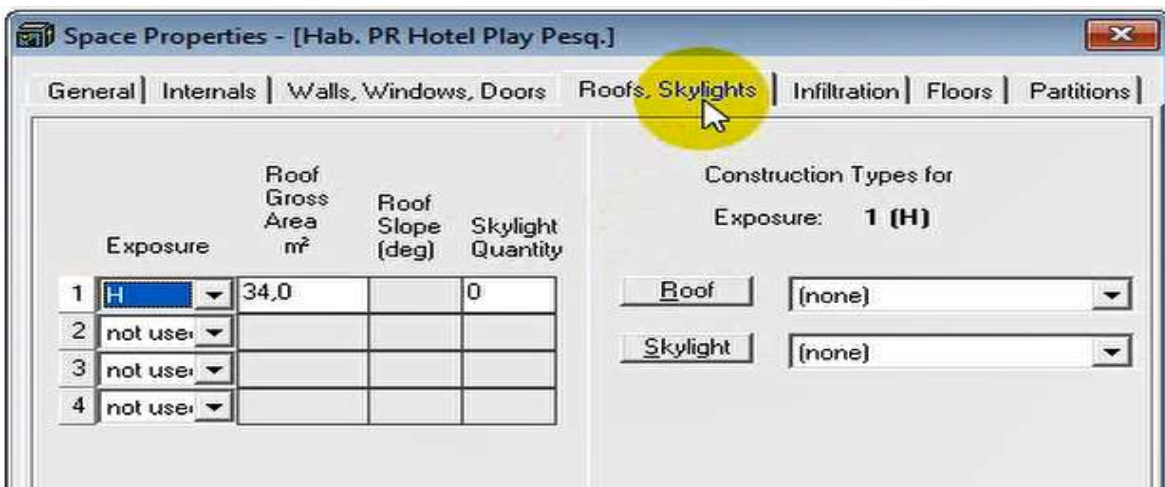 Space Properties - [Hab. PR Hotel Play Pesq.]
General Internals Walls, Windows, Doors Roofs, Skylights Infiltration Floors Partitions
Exposure
Roof
Gross
Area
m²
Roof
Slope
(deg)
Skylight
Quantity
1 H 34,0 0
2 not use
3 not use
4 not use
Construction Types for
Exposure: 1 (H)
Roof (none)
Skylight (none)